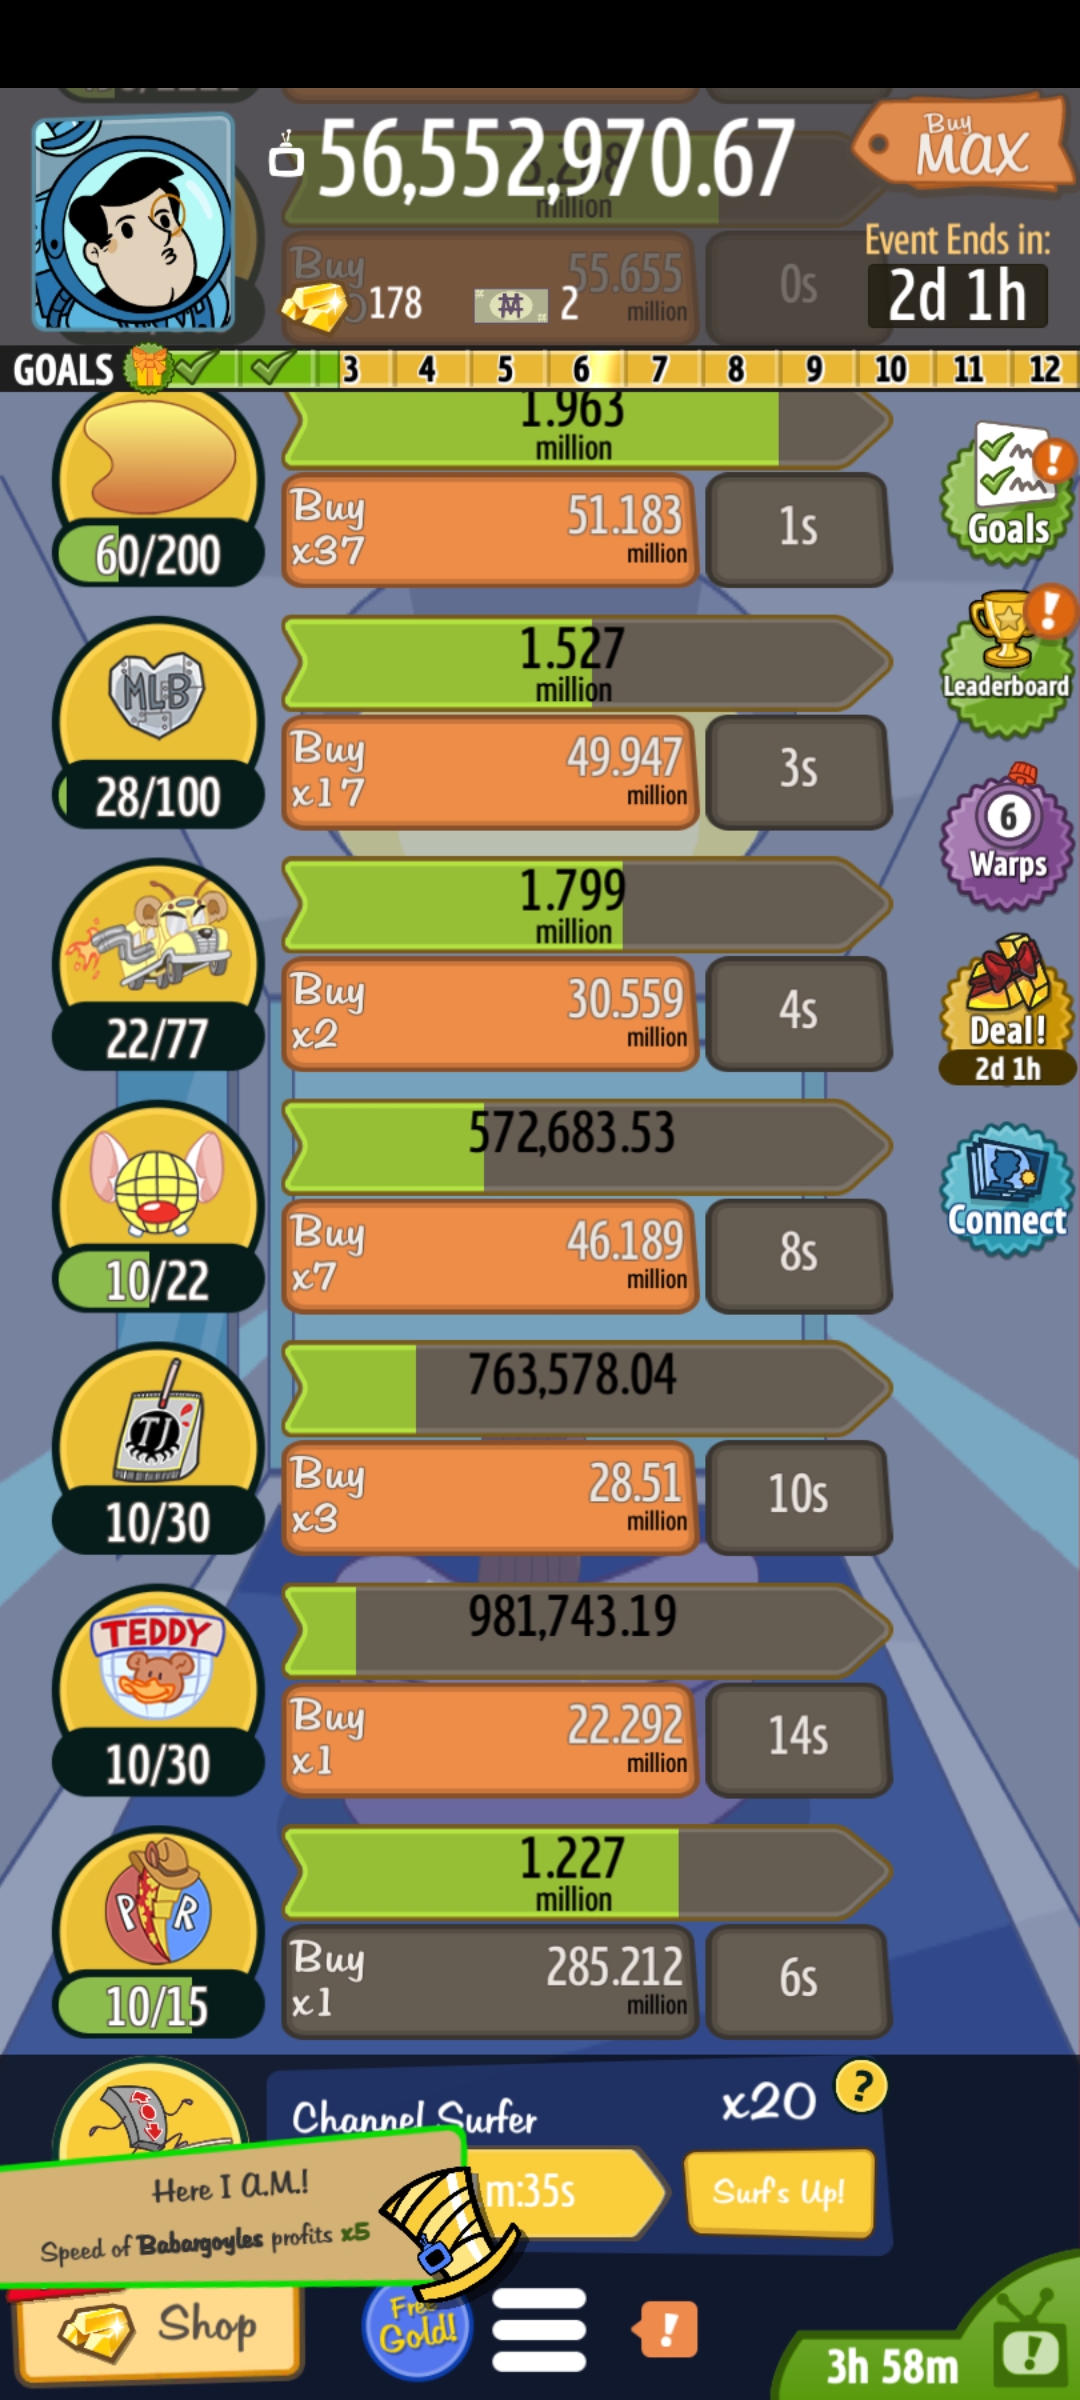 56,552,970.67
Buy
MAX
3.288
million
Event Ends in:
2d 1h
Buy
55.655
million
0s
178
2
GOALS 3 4 5 6 7 8 9 10 11 12
1.963
million
60/200
Buy
x37
51.183
million
1s
Goals
MLB
28/100
1.527
million
Buy
x17
49.947
million
3s
Leaderboard
6
Warps
22/77
1.799
million
Buy
x2
30.559
million
4s
Deal!
2d 1h
10/22
572,683.53
Buy
x7
46.189
million
8s
Connect
TJ
10/30
763,578.04
Buy
x3
28.51
million
10s
TEDDY
10/30
981,743.19
Buy
x1
22.292
million
14s
P R
10/15
1.227
million
Buy
x1
285.212
million
6s
Channel Surfer
x20
?
m:35s
Surf's Up!
Here I A.M.!
Speed of Babargoyles profits x5
Shop
Free
Gold!
!
3h 58m
!